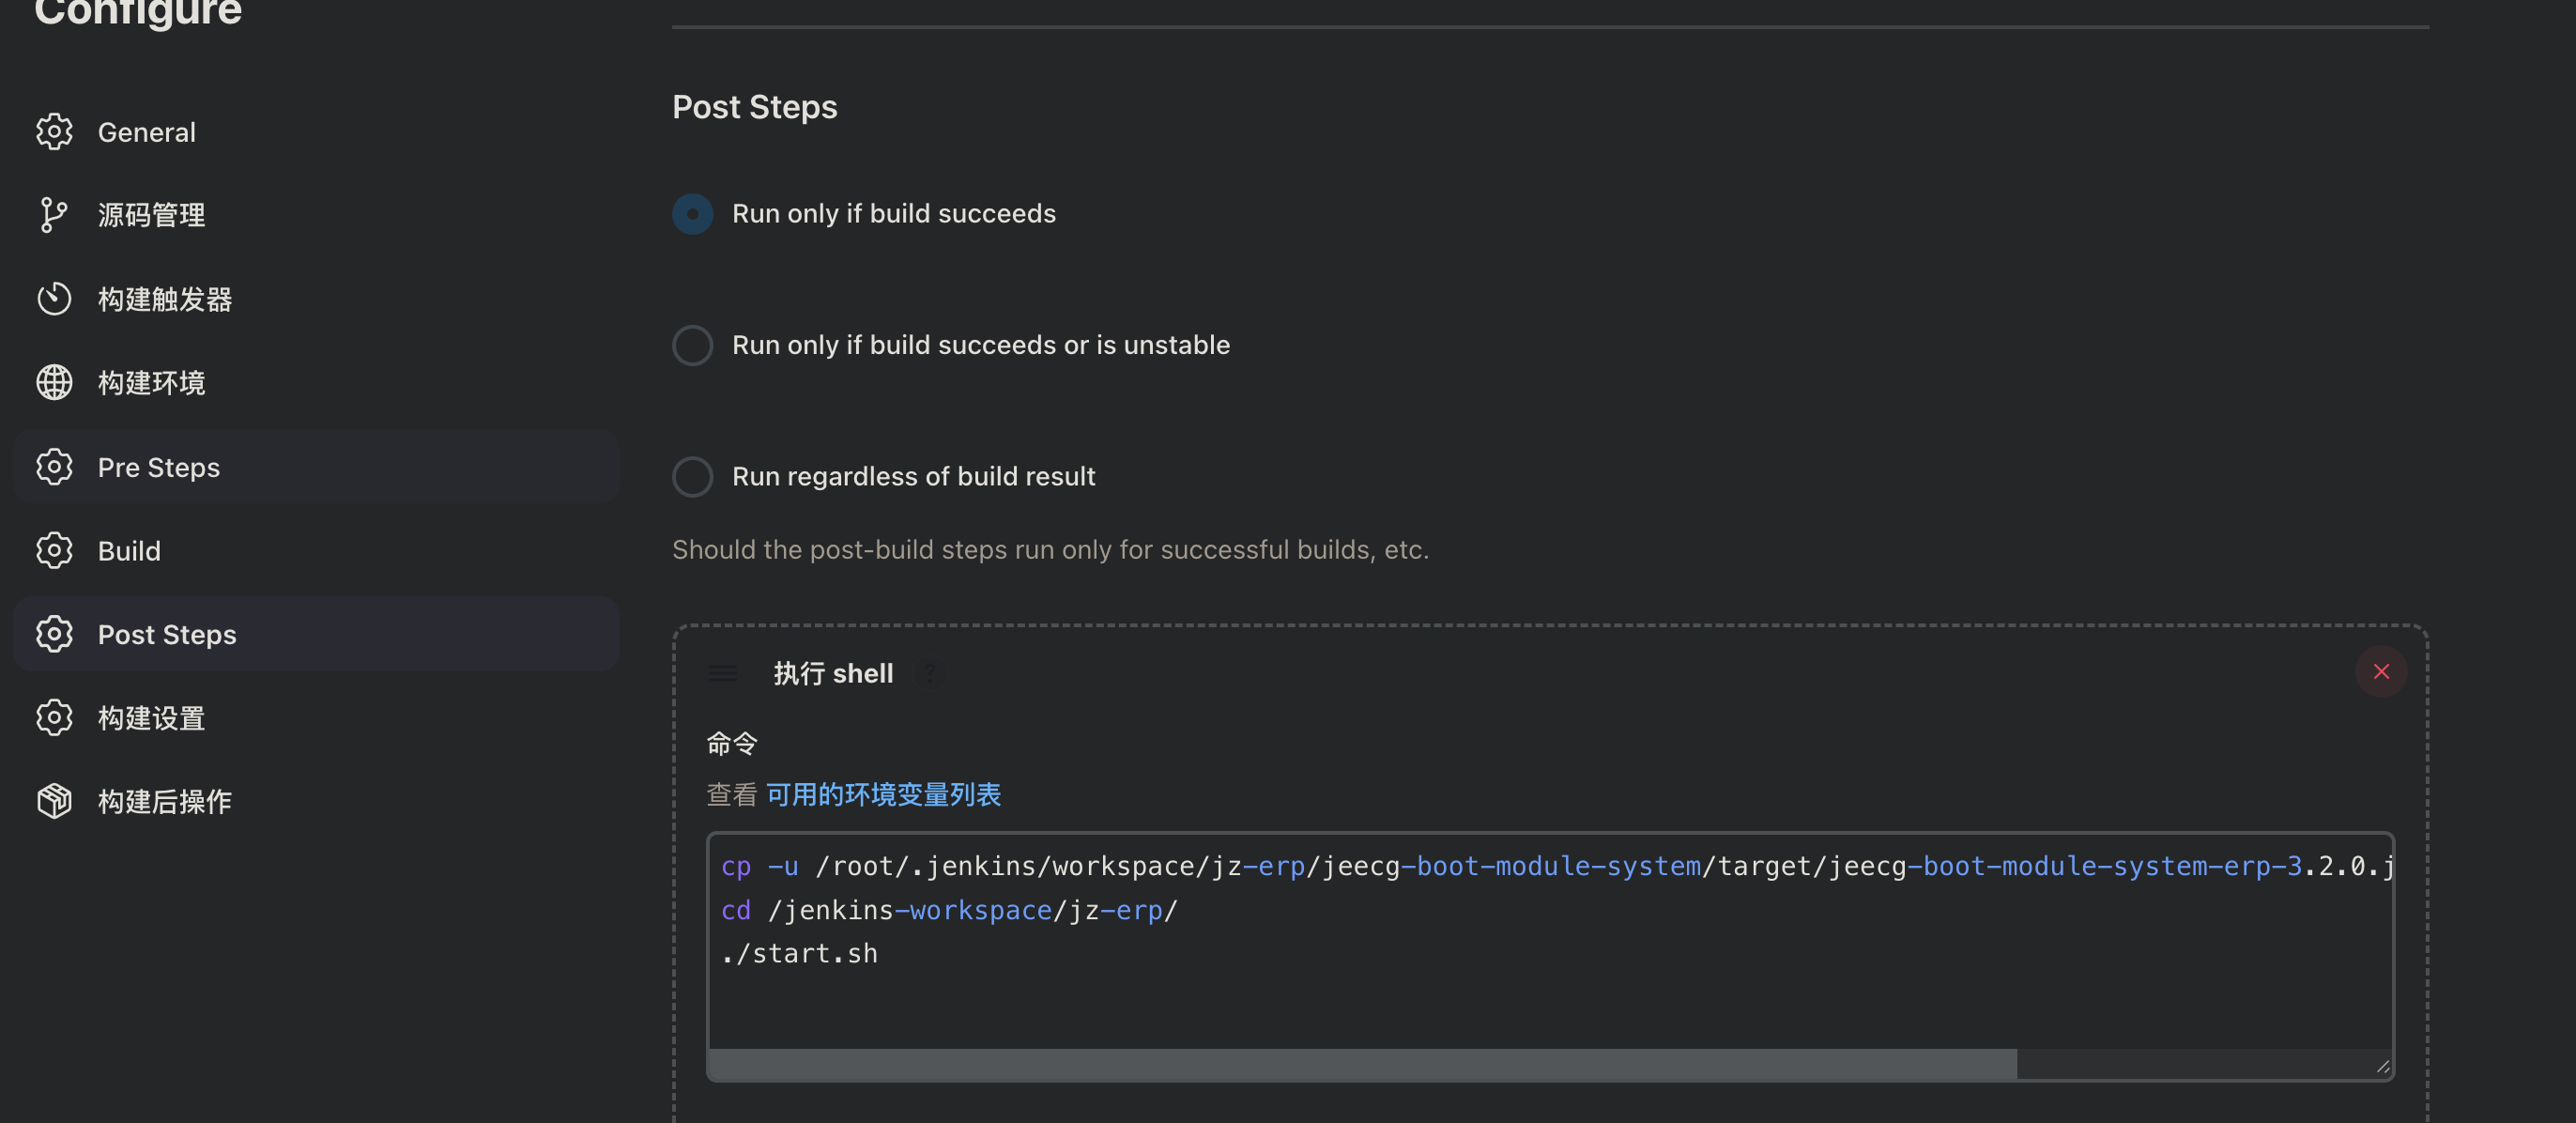 Configure
General
源码管理
构建触发器
构建环境
Pre Steps
Build
Post Steps
构建设置
构建后操作
Post Steps
Run only if build succeeds
Run only if build succeeds or is unstable
Run regardless of build result
Should the post-build steps run only for successful builds, etc.
执行 shell ?
命令
查看 可用的环境变量列表
cp -u /root/.jenkins/workspace/jz-erp/jeecg-boot-module-system/target/jeecg-boot-module-system-erp-3.2.0.j
cd /jenkins-workspace/jz-erp/
./start.sh